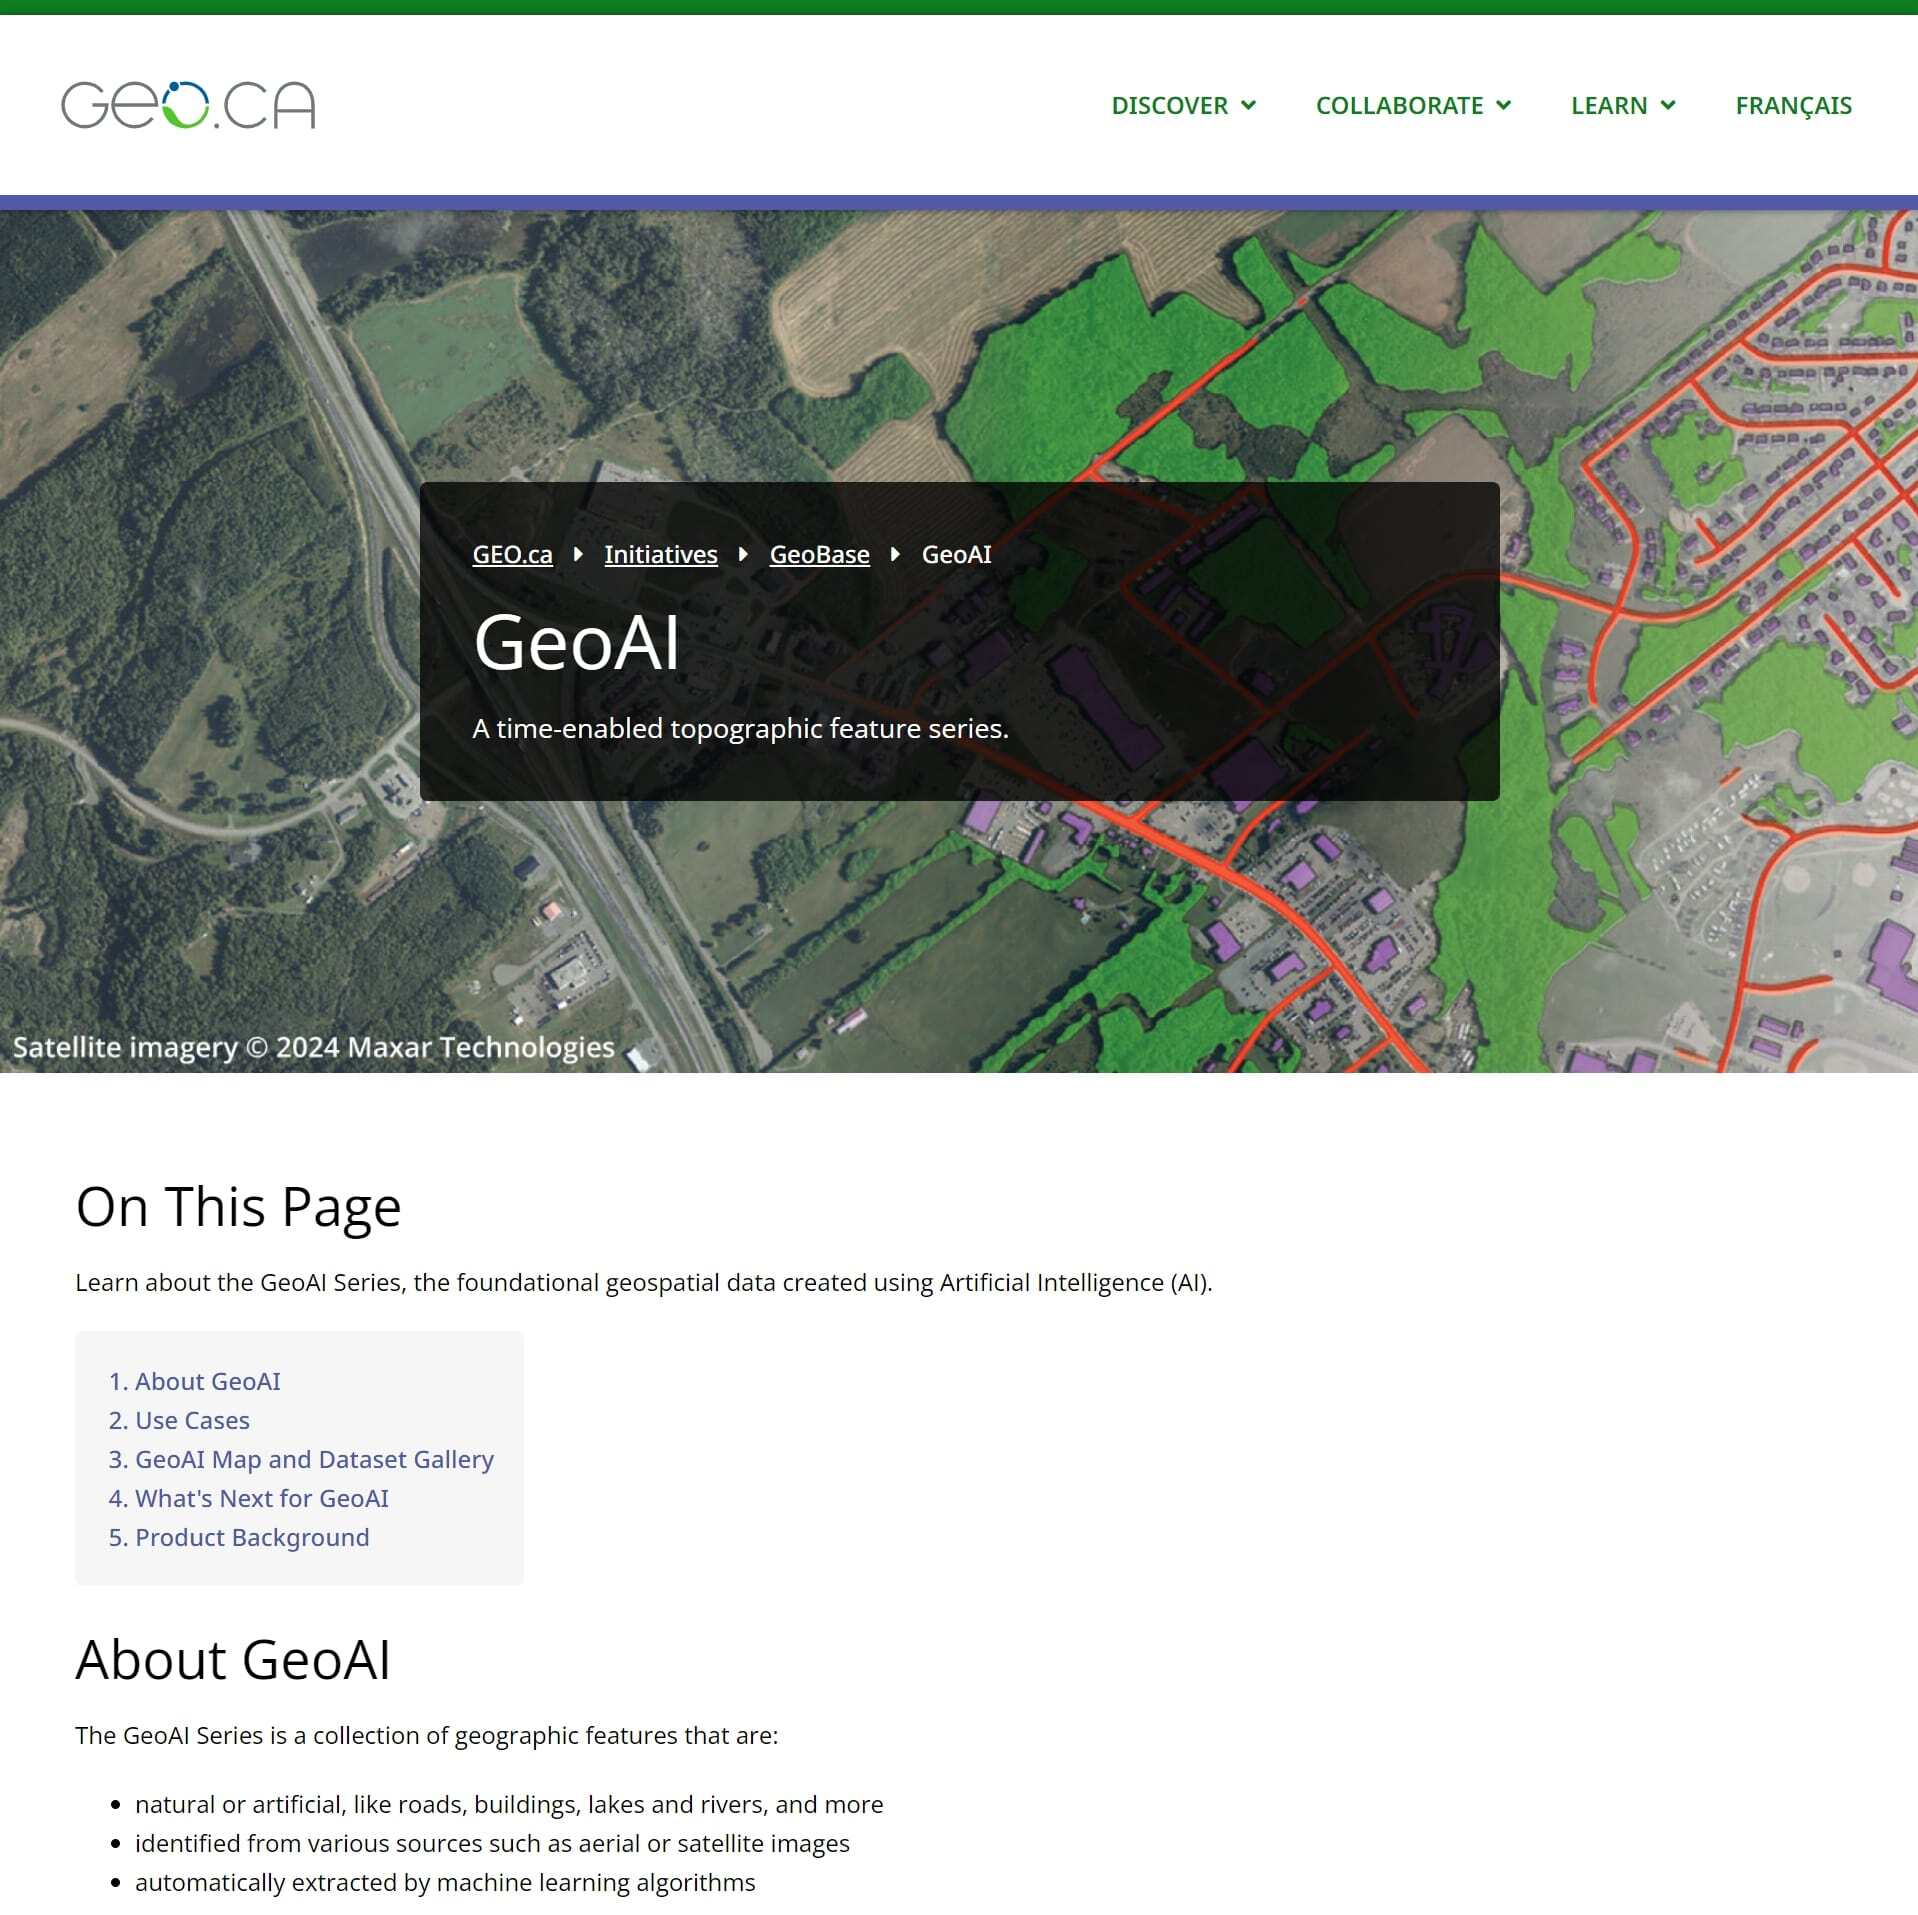 GEO.CA
DISCOVER
COLLABORATE
LEARN
FRANÇAIS
GEO.ca
Initiatives
GeoBase
GeoAI
GeoAI
A time-enabled topographic feature series.
Satellite imagery © 2024 Maxar Technologies
On This Page
Learn about the GeoAI Series, the foundational geospatial data created using Artificial Intelligence (AI).
1. About GeoAI
2. Use Cases
3. GeoAI Map and Dataset Gallery
4. What's Next for GeoAI
5. Product Background
About GeoAI
The GeoAI Series is a collection of geographic features that are:
natural or artificial, like roads, buildings, lakes and rivers, and more
identified from various sources such as aerial or satellite images
automatically extracted by machine learning algorithms